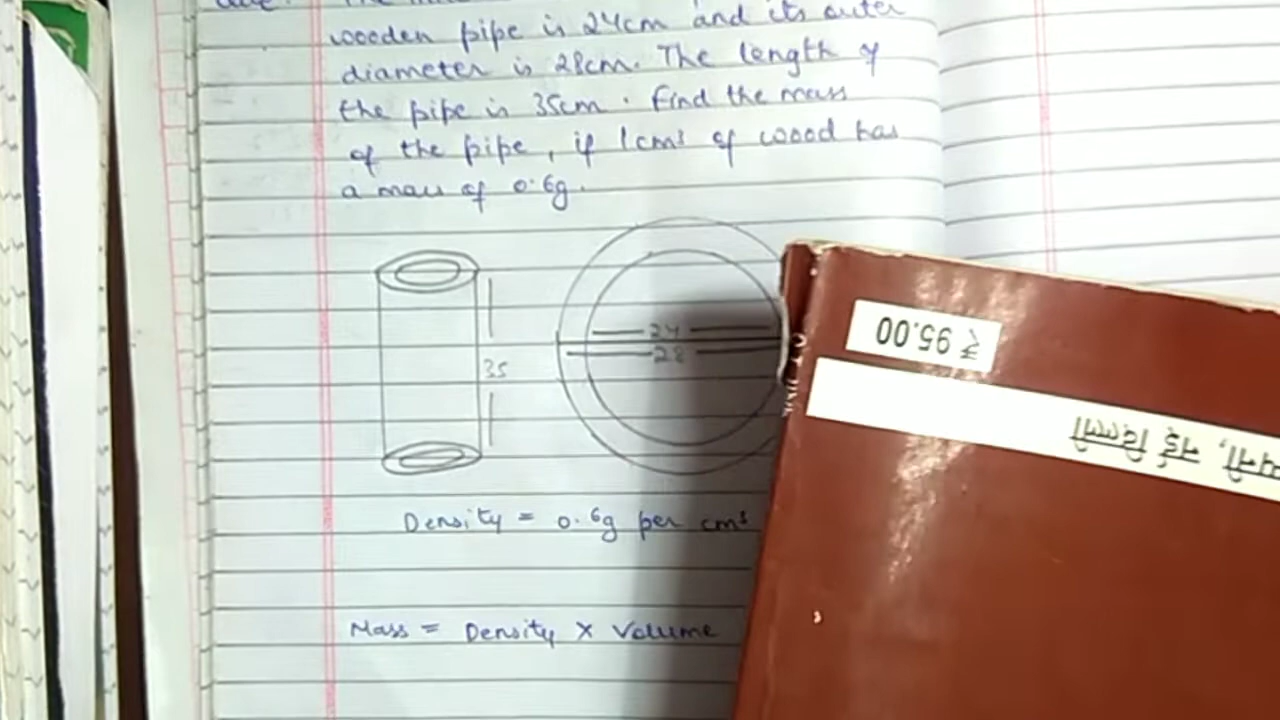 wooden pipe is 24cm and its outer
diameter is 28cm. The length of
the pipe is 35cm. Find the mass
of the pipe, if 1cm³ of wood has
a mass of 0.6g.
24
28
35
Density = 0.6g per cm³
Mass = Density × Volume
₹ 95.00
नई दिल्ली